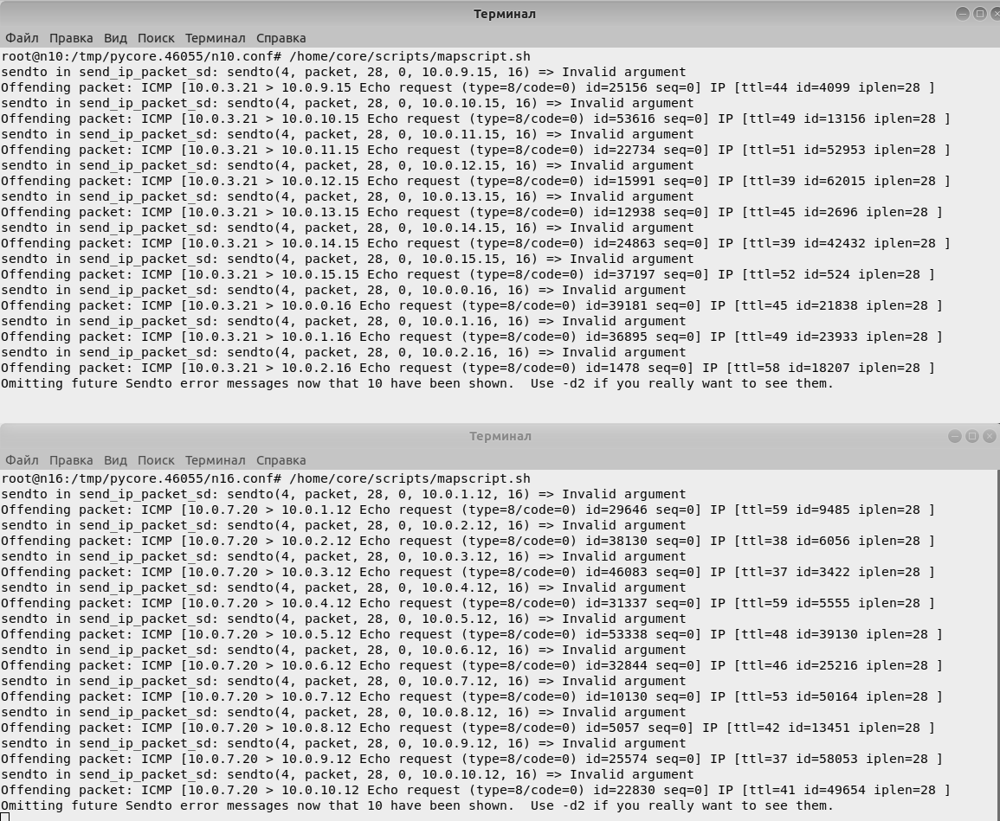 Терминал
Файл Правка Вид Поиск Терминал Справка
root@n10:/tmp/pycore.46055/n10.conf# /home/core/scripts/mapscript.sh
sendto in send_ip_packet_sd: sendto(4, packet, 28, 0, 10.0.9.15, 16) => Invalid argument
Offending packet: ICMP [10.0.3.21 > 10.0.9.15 Echo request (type=8/code=0) id=25156 seq=0] IP [ttl=44 id=4099 iplen=28 ]
sendto in send_ip_packet_sd: sendto(4, packet, 28, 0, 10.0.10.15, 16) => Invalid argument
Offending packet: ICMP [10.0.3.21 > 10.0.10.15 Echo request (type=8/code=0) id=53616 seq=0] IP [ttl=49 id=13156 iplen=28 ]
sendto in send_ip_packet_sd: sendto(4, packet, 28, 0, 10.0.11.15, 16) => Invalid argument
Offending packet: ICMP [10.0.3.21 > 10.0.11.15 Echo request (type=8/code=0) id=22734 seq=0] IP [ttl=51 id=52953 iplen=28 ]
sendto in send_ip_packet_sd: sendto(4, packet, 28, 0, 10.0.12.15, 16) => Invalid argument
Offending packet: ICMP [10.0.3.21 > 10.0.12.15 Echo request (type=8/code=0) id=15991 seq=0] IP [ttl=39 id=62015 iplen=28 ]
sendto in send_ip_packet_sd: sendto(4, packet, 28, 0, 10.0.13.15, 16) => Invalid argument
Offending packet: ICMP [10.0.3.21 > 10.0.13.15 Echo request (type=8/code=0) id=12938 seq=0] IP [ttl=45 id=2696 iplen=28 ]
sendto in send_ip_packet_sd: sendto(4, packet, 28, 0, 10.0.14.15, 16) => Invalid argument
Offending packet: ICMP [10.0.3.21 > 10.0.14.15 Echo request (type=8/code=0) id=24863 seq=0] IP [ttl=39 id=42432 iplen=28 ]
sendto in send_ip_packet_sd: sendto(4, packet, 28, 0, 10.0.15.15, 16) => Invalid argument
Offending packet: ICMP [10.0.3.21 > 10.0.15.15 Echo request (type=8/code=0) id=37197 seq=0] IP [ttl=52 id=524 iplen=28 ]
sendto in send_ip_packet_sd: sendto(4, packet, 28, 0, 10.0.0.16, 16) => Invalid argument
Offending packet: ICMP [10.0.3.21 > 10.0.0.16 Echo request (type=8/code=0) id=39181 seq=0] IP [ttl=45 id=21838 iplen=28 ]
sendto in send_ip_packet_sd: sendto(4, packet, 28, 0, 10.0.1.16, 16) => Invalid argument
Offending packet: ICMP [10.0.3.21 > 10.0.1.16 Echo request (type=8/code=0) id=36895 seq=0] IP [ttl=49 id=23933 iplen=28 ]
sendto in send_ip_packet_sd: sendto(4, packet, 28, 0, 10.0.2.16, 16) => Invalid argument
Offending packet: ICMP [10.0.3.21 > 10.0.2.16 Echo request (type=8/code=0) id=1478 seq=0] IP [ttl=58 id=18207 iplen=28 ]
Omitting future Sendto error messages now that 10 have been shown.  Use -d2 if you really want to see them.
Терминал
Файл Правка Вид Поиск Терминал Справка
root@n16:/tmp/pycore.46055/n16.conf# /home/core/scripts/mapscript.sh
sendto in send_ip_packet_sd: sendto(4, packet, 28, 0, 10.0.1.12, 16) => Invalid argument
Offending packet: ICMP [10.0.7.20 > 10.0.1.12 Echo request (type=8/code=0) id=29646 seq=0] IP [ttl=59 id=9485 iplen=28 ]
sendto in send_ip_packet_sd: sendto(4, packet, 28, 0, 10.0.2.12, 16) => Invalid argument
Offending packet: ICMP [10.0.7.20 > 10.0.2.12 Echo request (type=8/code=0) id=38130 seq=0] IP [ttl=38 id=6056 iplen=28 ]
sendto in send_ip_packet_sd: sendto(4, packet, 28, 0, 10.0.3.12, 16) => Invalid argument
Offending packet: ICMP [10.0.7.20 > 10.0.3.12 Echo request (type=8/code=0) id=46083 seq=0] IP [ttl=37 id=3422 iplen=28 ]
sendto in send_ip_packet_sd: sendto(4, packet, 28, 0, 10.0.4.12, 16) => Invalid argument
Offending packet: ICMP [10.0.7.20 > 10.0.4.12 Echo request (type=8/code=0) id=31337 seq=0] IP [ttl=59 id=5555 iplen=28 ]
sendto in send_ip_packet_sd: sendto(4, packet, 28, 0, 10.0.5.12, 16) => Invalid argument
Offending packet: ICMP [10.0.7.20 > 10.0.5.12 Echo request (type=8/code=0) id=53338 seq=0] IP [ttl=48 id=39130 iplen=28 ]
sendto in send_ip_packet_sd: sendto(4, packet, 28, 0, 10.0.6.12, 16) => Invalid argument
Offending packet: ICMP [10.0.7.20 > 10.0.6.12 Echo request (type=8/code=0) id=32844 seq=0] IP [ttl=46 id=25216 iplen=28 ]
sendto in send_ip_packet_sd: sendto(4, packet, 28, 0, 10.0.7.12, 16) => Invalid argument
Offending packet: ICMP [10.0.7.20 > 10.0.7.12 Echo request (type=8/code=0) id=10130 seq=0] IP [ttl=53 id=50164 iplen=28 ]
sendto in send_ip_packet_sd: sendto(4, packet, 28, 0, 10.0.8.12, 16) => Invalid argument
Offending packet: ICMP [10.0.7.20 > 10.0.8.12 Echo request (type=8/code=0) id=5057 seq=0] IP [ttl=42 id=13451 iplen=28 ]
sendto in send_ip_packet_sd: sendto(4, packet, 28, 0, 10.0.9.12, 16) => Invalid argument
Offending packet: ICMP [10.0.7.20 > 10.0.9.12 Echo request (type=8/code=0) id=25574 seq=0] IP [ttl=37 id=58053 iplen=28 ]
sendto in send_ip_packet_sd: sendto(4, packet, 28, 0, 10.0.10.12, 16) => Invalid argument
Offending packet: ICMP [10.0.7.20 > 10.0.10.12 Echo request (type=8/code=0) id=22830 seq=0] IP [ttl=41 id=49654 iplen=28 ]
Omitting future Sendto error messages now that 10 have been shown.  Use -d2 if you really want to see them.